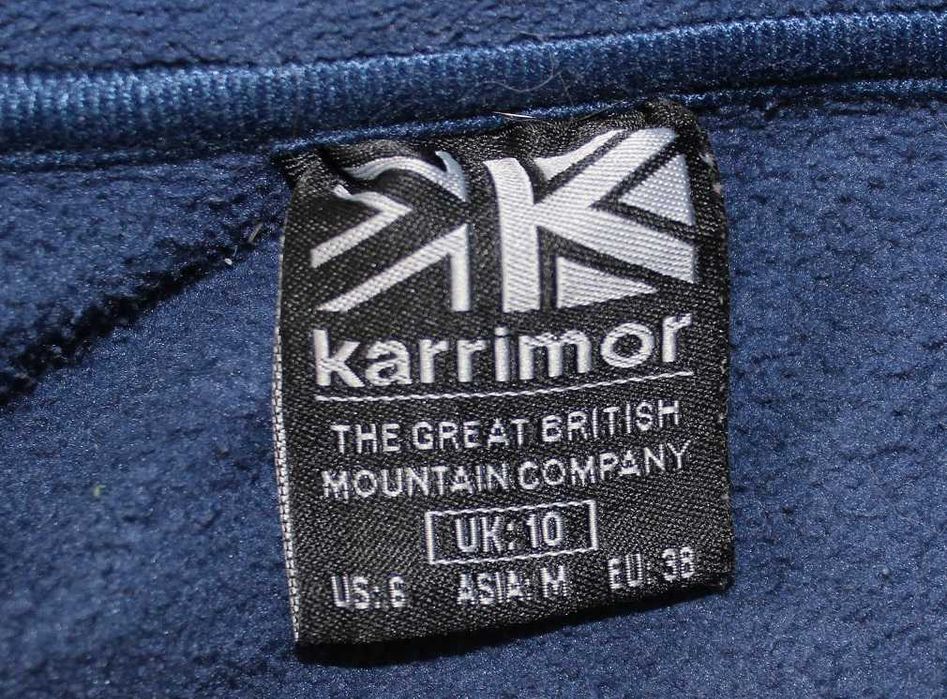 karrimor
THE GREAT BRITISH
MOUNTAIN COMPANY
UK: 10
US: 6 ASIA: M EU: 38